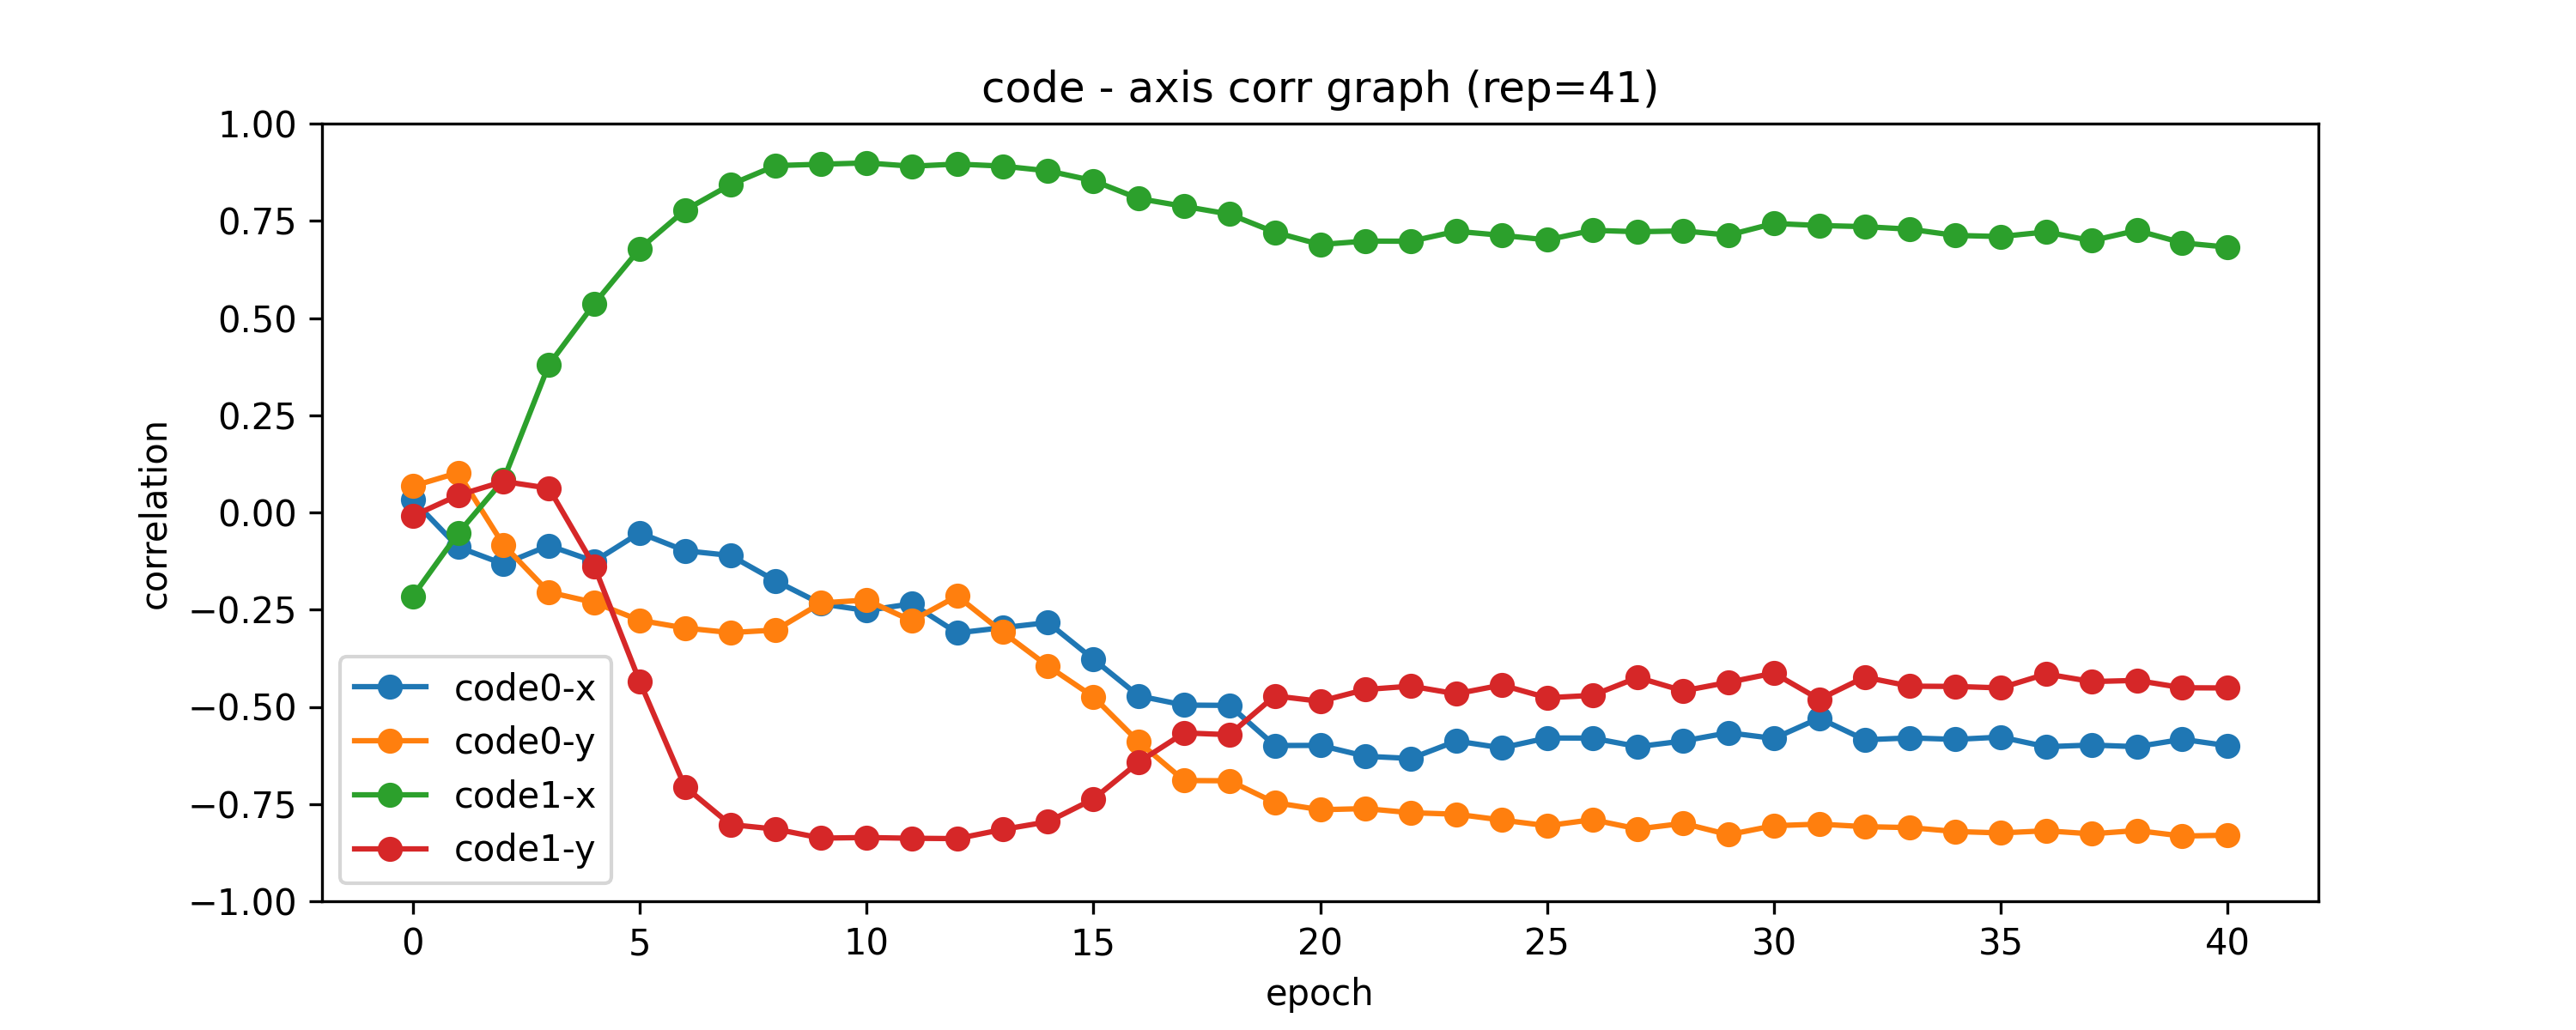 code - axis corr graph (rep=41)
1.00
0.75
0.50
0.25
0.00
−0.25
−0.50
−0.75
−1.00
correlation
code0-x
code0-y
code1-x
code1-y
0 5 10 15 20 25 30 35 40
epoch